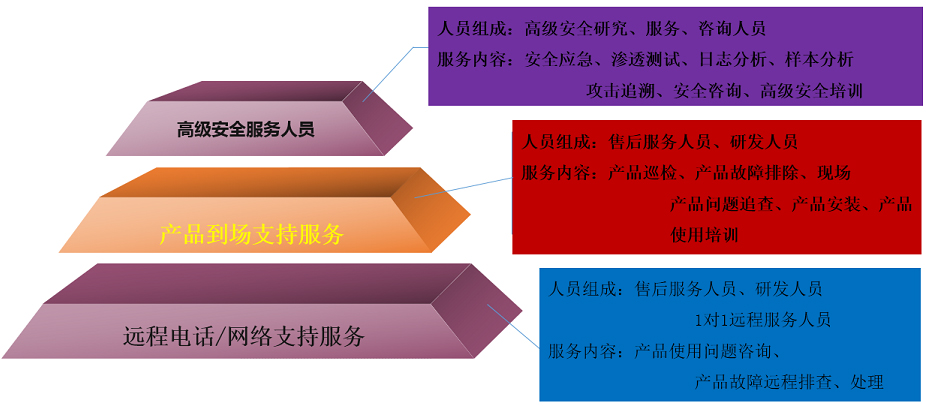 人员组成：高级安全研究、服务、咨询人员
服务内容：安全应急、渗透测试、日志分析、样本分析
攻击追溯、安全咨询、高级安全培训
高级安全服务人员
人员组成：售后服务人员、研发人员
服务内容：产品巡检、产品故障排除、现场
产品问题追查、产品安装、产品
使用培训
产品到场支持服务
人员组成：售后服务人员、研发人员
1对1远程服务人员
服务内容：产品使用问题咨询、
产品故障远程排查、处理
远程电话/网络支持服务